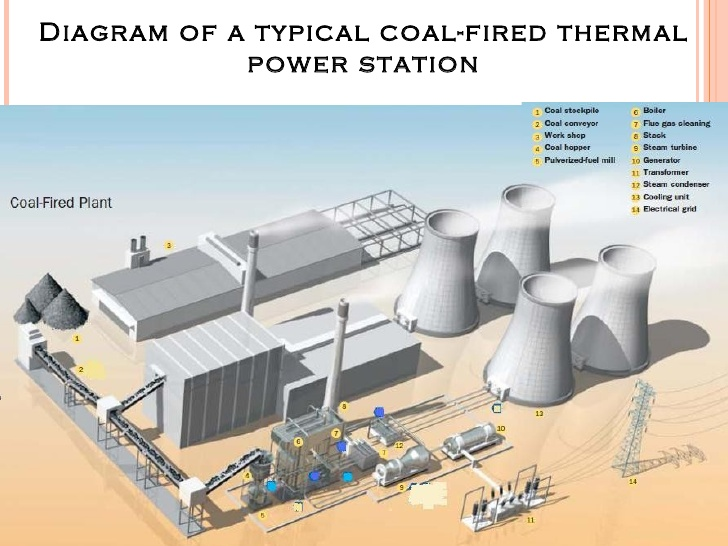 DIAGRAM OF A TYPICAL COAL-FIRED THERMAL
POWER STATION
1 Coal stockpile
2 Coal conveyor
3 Work shop
4 Coal hopper
5 Pulverized-fuel mill
6 Boiler
7 Flue gas cleaning
8 Stack
9 Steam turbine
10 Generator
11 Transformer
12 Steam condenser
13 Cooling unit
14 Electrical grid
Coal-Fired Plant
3
1
2
8
7
6
12
7
10
13
4
9
14
5
11